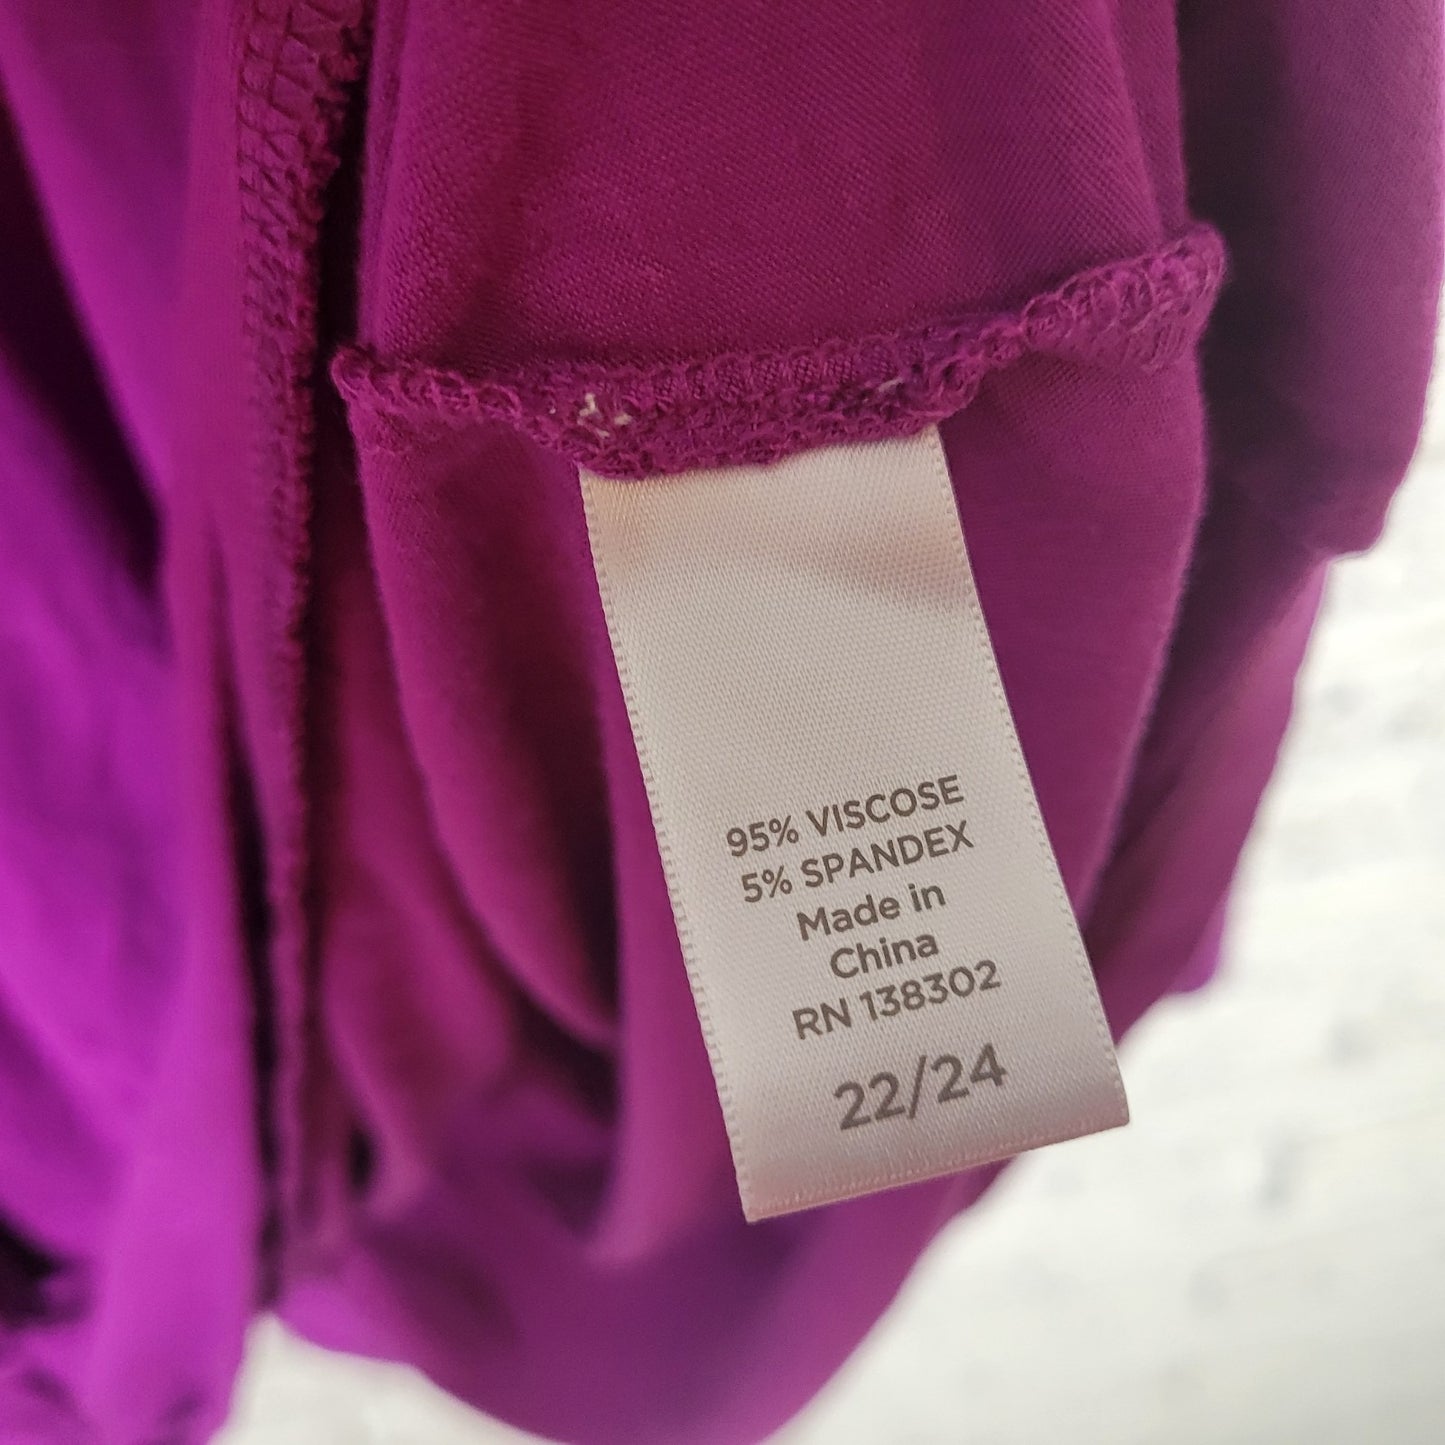 95% VISCOSE
5% SPANDEX
Made in
China
RN 138302
22/24